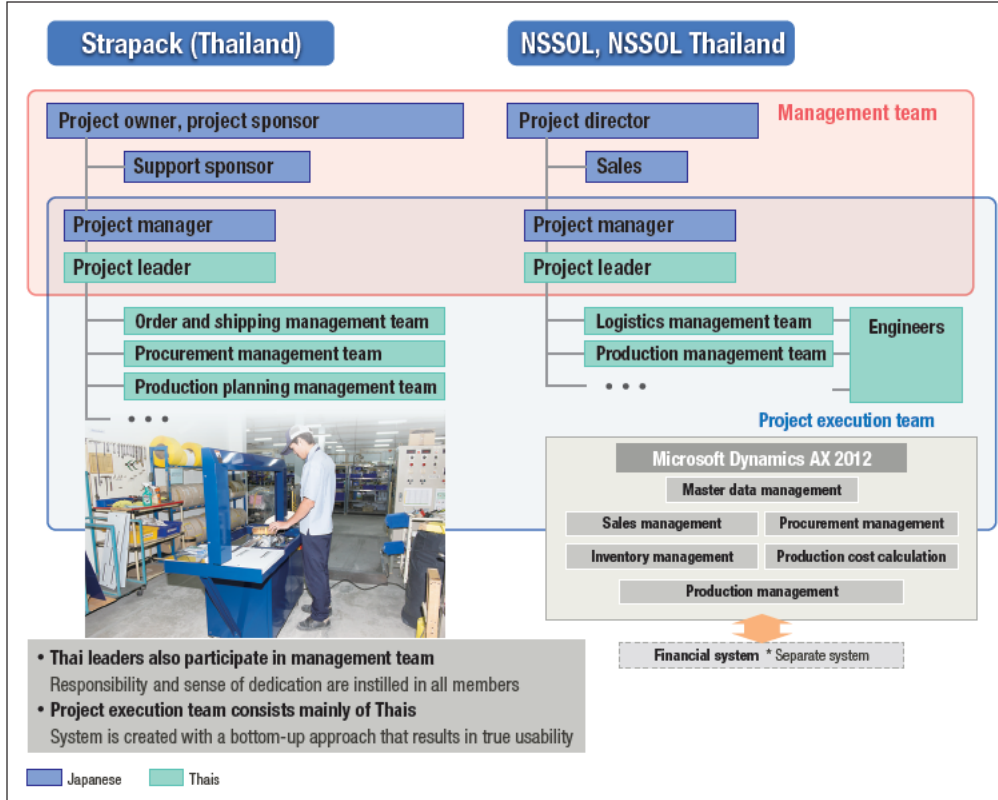 Strapack (Thailand)
NSSOL, NSSOL Thailand
Management team
Project owner, project sponsor
Support sponsor
Project manager
Project leader
Order and shipping management team
Procurement management team
Production planning management team
• • •
Project director
Sales
Project manager
Project leader
Logistics management team
Production management team
• • •
Engineers
Project execution team
Microsoft Dynamics AX 2012
Master data management
Sales management
Procurement management
Inventory management
Production cost calculation
Production management
Financial system * Separate system
• Thai leaders also participate in management team
Responsibility and sense of dedication are instilled in all members
• Project execution team consists mainly of Thais
System is created with a bottom-up approach that results in true usability
Japanese
Thais